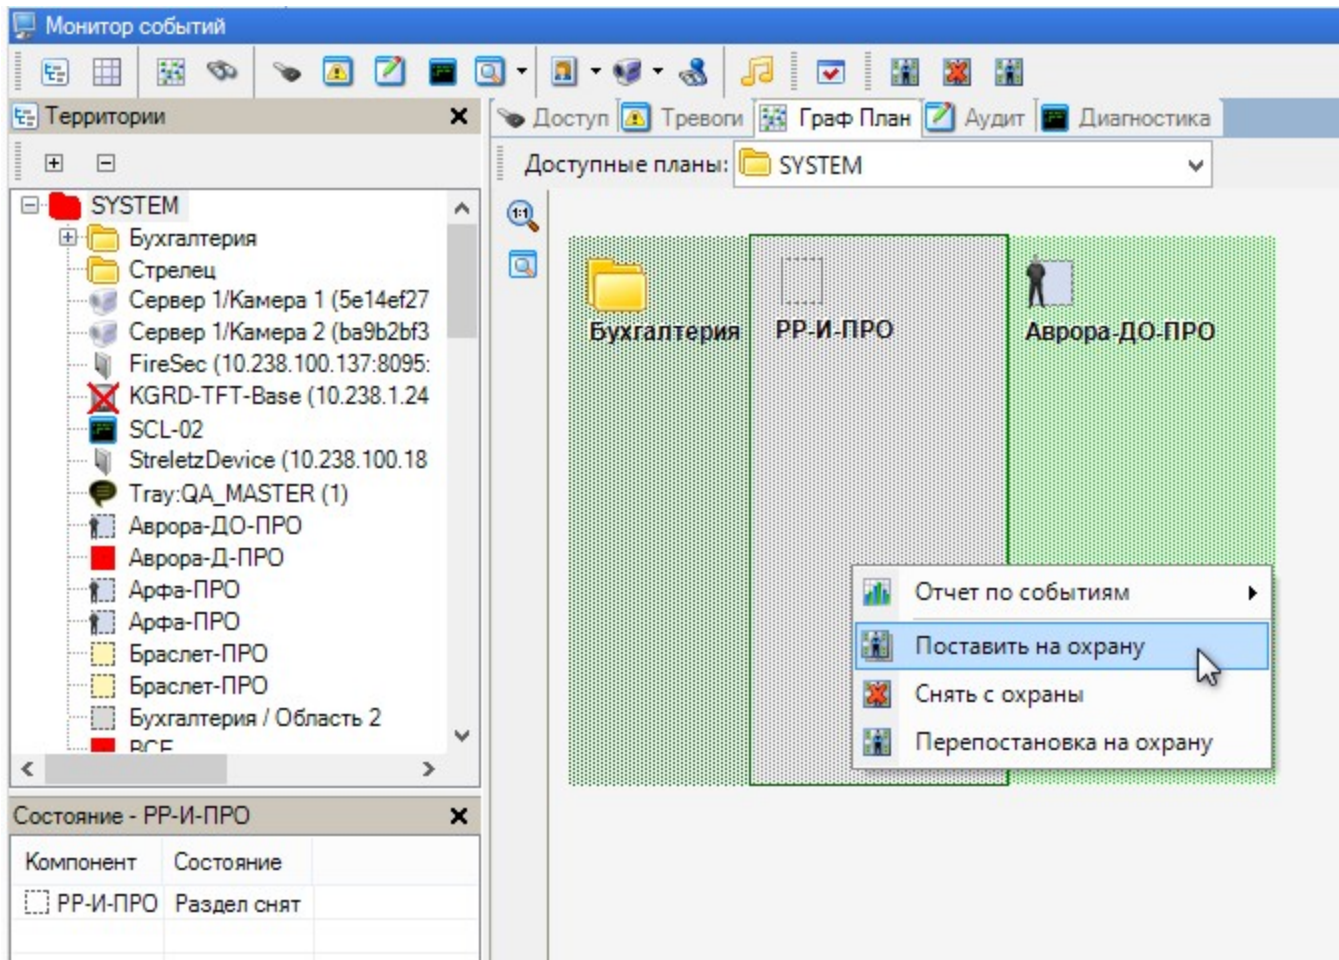 Монитор событий
Территории
SYSTEM
Бухгалтерия
Стрелец
Сервер 1/Камера 1 (5e14ef27
Сервер 1/Камера 2 (ba9b2bf3
FireSec (10.238.100.137:8095:
KGRD-TFT-Base (10.238.1.24
SCL-02
StreletzDevice (10.238.100.18
Tray:QA_MASTER (1)
Аврора-ДО-ПРО
Аврора-Д-ПРО
Арфа-ПРО
Арфа-ПРО
Браслет-ПРО
Браслет-ПРО
Бухгалтерия / Область 2
ВСЕ
Состояние - РР-И-ПРО
Компонент Состояние
РР-И-ПРО Раздел снят
Доступ Тревоги Граф План Аудит Диагностика
Доступные планы: SYSTEM
1:1
Бухгалтерия РР-И-ПРО Аврора-ДО-ПРО
Отчет по событиям
Поставить на охрану
Снять с охраны
Перепостановка на охрану